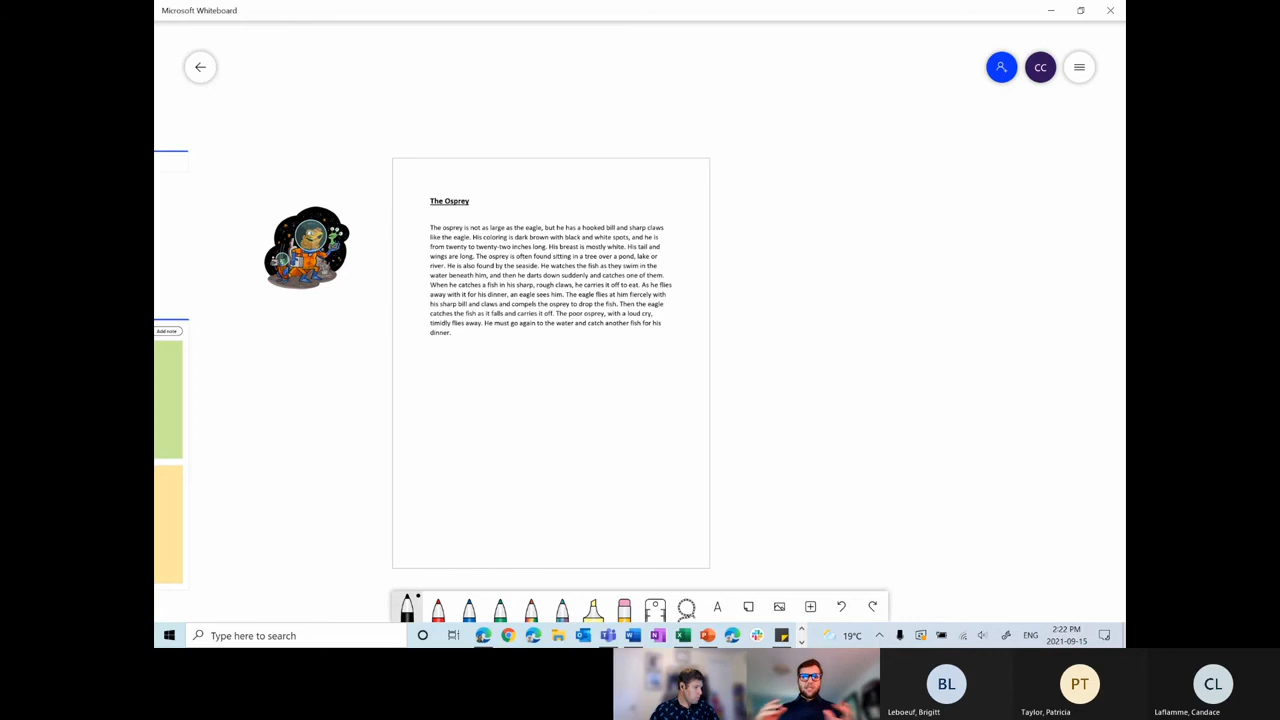 Microsoft Whiteboard
CC
The Osprey
The osprey is not as large as the eagle, but he has a hooked bill and sharp claws
like the eagle. His coloring is dark brown with black and white spots, and he is
from twenty to twenty-two inches long. His breast is mostly white. His tail and
wings are long. The osprey is often found sitting in a tree over a pond, lake or
river. He is also found by the seaside. He watches the fish as they swim in the
water beneath him, and then he darts down suddenly and catches one of them.
When he catches a fish in his sharp, rough claws, he carries it off to eat. As he flies
away with it for his dinner, an eagle sees him. The eagle flies at him fiercely with
his sharp bill and claws and compels the osprey to drop the fish. Then the eagle
catches the fish as it falls and carries it off. The poor osprey, with a loud cry,
timidly flies away. He must go again to the water and catch another fish for his
dinner.
Add note
A
Type here to search
19°C
ENG
2:22 PM
2021-09-15
BL
PT
CL
Leboeuf, Brigitt
Taylor, Patricia
Laflamme, Candace